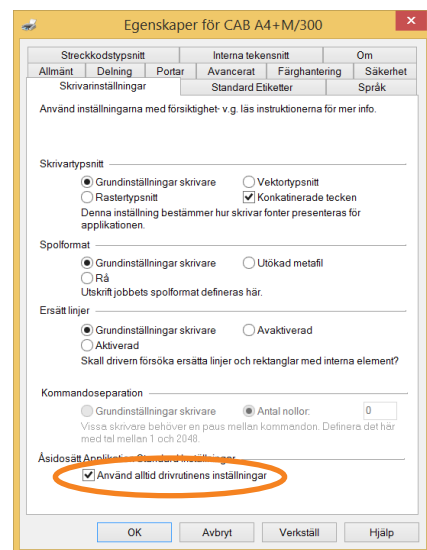 Egenskaper för CAB A4+M/300
Streckkodstypsnitt Interna tekensnitt Om
Allmänt Delning Portar Avancerat Färghantering Säkerhet
Skrivarinställningar Standard Etiketter Språk
Använd inställningarna med försiktighet- v.g. läs instruktionerna för mer info.
Skrivartypsnitt
Grundinställningar skrivare Vektortypsnitt
Rastertypsnitt Konkatinerade tecken
Denna inställning bestämmer hur skrivar fonter presenteras för
applikationen.
Spolformat
Grundinställningar skrivare Utökad metafil
Rå
Utskrift jobbets spolformat defineras här.
Ersätt linjer
Grundinställningar skrivare Avaktiverad
Aktiverad
Skall drivern försöka ersätta linjer och rektanglar med interna element?
Kommandoseparation
Grundinställningar skrivare Antal nollor: 0
Vissa skrivare behöver en paus mellan kommandon. Definera det här
med tal mellan 1 och 2048.
Åsidosätt Applikation Standard Inställningar
Använd alltid drivrutinens inställningar
OK Avbryt Verkställ Hjälp